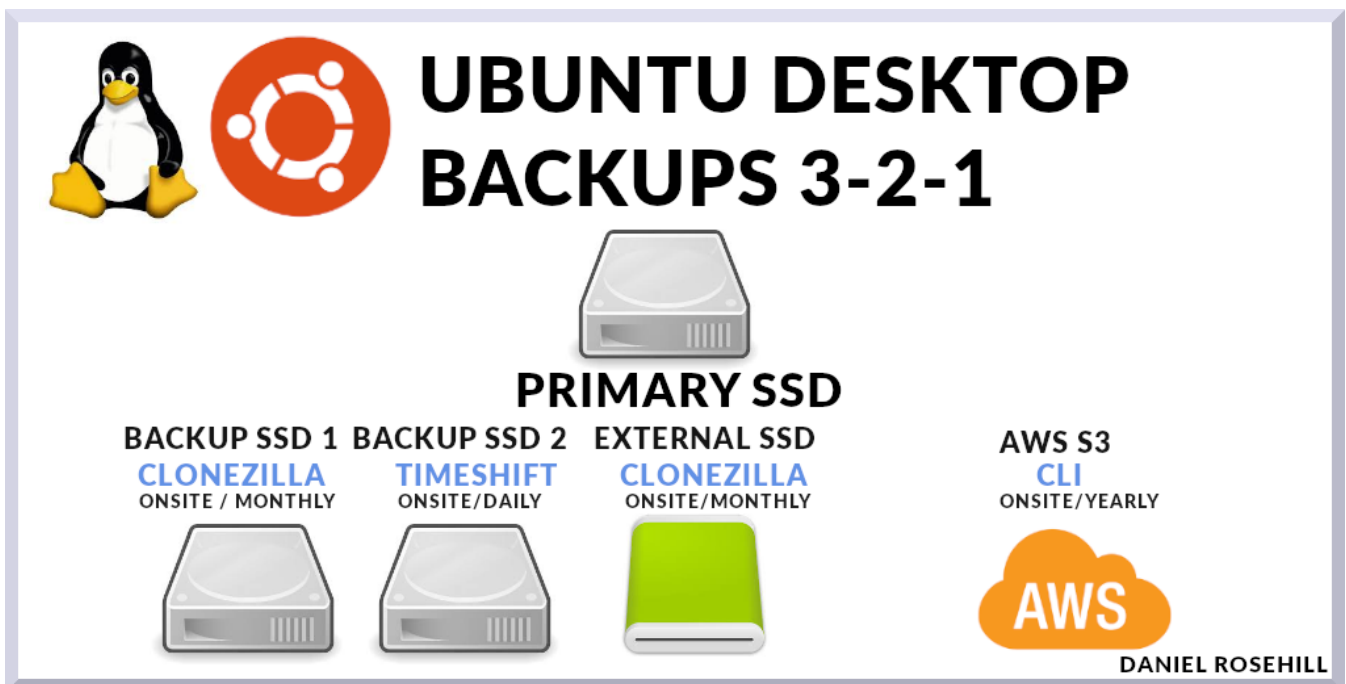 UBUNTU DESKTOP
BACKUPS 3-2-1
PRIMARY SSD
BACKUP SSD 1
CLONEZILLA
ONSITE / MONTHLY
BACKUP SSD 2
TIMESHIFT
ONSITE/DAILY
EXTERNAL SSD
CLONEZILLA
ONSITE/MONTHLY
AWS S3
CLI
ONSITE/YEARLY
AWS
DANIEL ROSEHILL